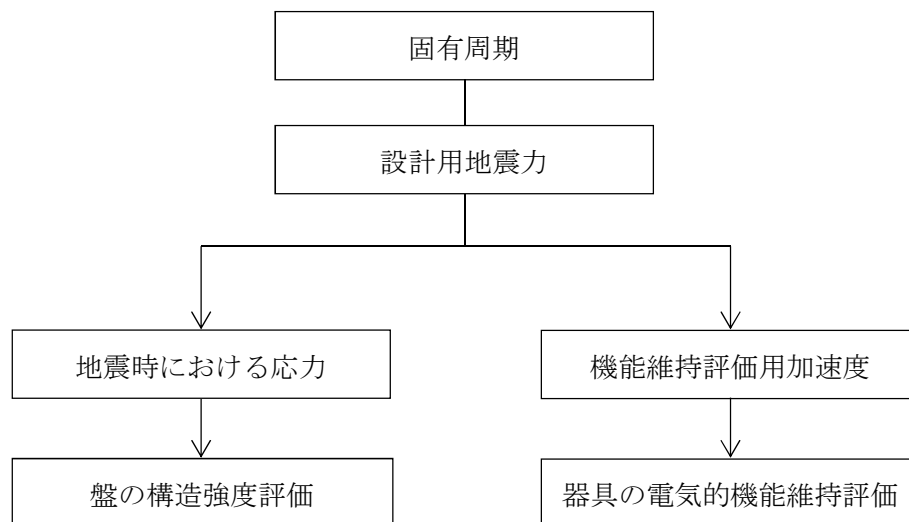 固有周期
設計用地震力
地震時における応力
機能維持評価用加速度
盤の構造強度評価
器具の電気的機能維持評価